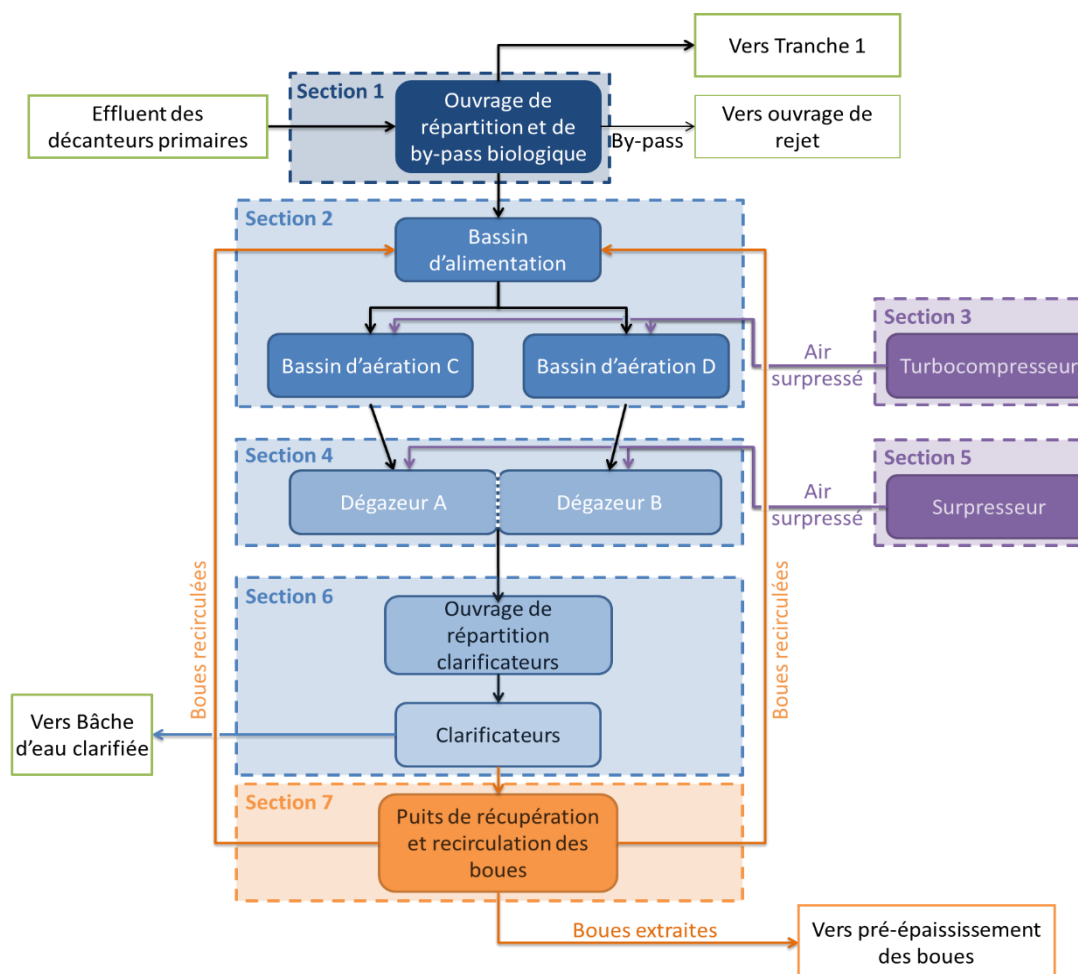 Vers Tranche 1
Section 1
Ouvrage de
répartition et de
by-pass biologique
Effluent des
décanteurs primaires
By-pass
Vers ouvrage de
rejet
Section 2
Bassin
d'alimentation
Bassin d'aération C
Bassin d'aération D
Section 3
Turbocompresseur
Air
surpressé
Section 4
Dégazeur A
Dégazeur B
Section 5
Surpresseur
Air
surpressé
Boues recirculées
Boues recirculées
Section 6
Ouvrage de
répartition
clarificateurs
Clarificateurs
Vers Bâche
d'eau clarifiée
Section 7
Puits de récupération
et recirculation des
boues
Boues extraites
Vers pré-épaississement
des boues